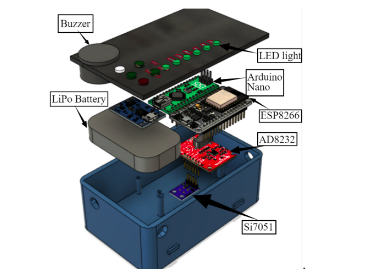 Buzzer
LED light
Arduino
Nano
LiPo Battery
ESP8266
AD8232
Si7051